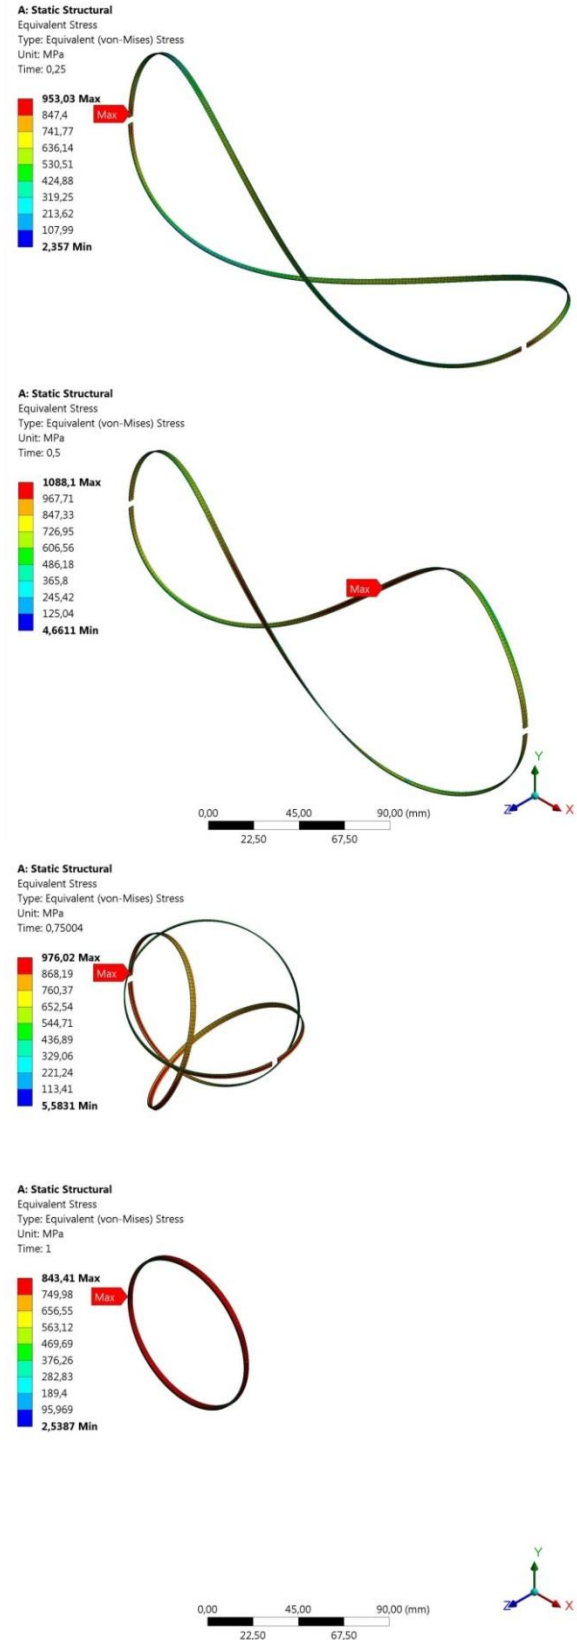 A: Static Structural
Equivalent Stress
Type: Equivalent (von-Mises) Stress
Unit: MPa
Time: 0,25
953,03 Max
Max
847,4
741,77
636,14
530,51
424,88
319,25
213,62
107,99
2,357 Min
A: Static Structural
Equivalent Stress
Type: Equivalent (von-Mises) Stress
Unit: MPa
Time: 0,5
1088,1 Max
967,71
847,33
726,95
606,56
486,18
365,8
245,42
125,04
4,6611 Min
Max
Y
Z
X
0,00 45,00 90,00 (mm)
22,50 67,50
A: Static Structural
Equivalent Stress
Type: Equivalent (von-Mises) Stress
Unit: MPa
Time: 0,75004
976,02 Max
Max
868,19
760,37
652,54
544,71
436,89
329,06
221,24
113,41
5,5831 Min
A: Static Structural
Equivalent Stress
Type: Equivalent (von-Mises) Stress
Unit: MPa
Time: 1
843,41 Max
Max
749,98
656,55
563,12
469,69
376,26
282,83
189,4
95,969
2,5387 Min
Y
Z
X
0,00 45,00 90,00 (mm)
22,50 67,50